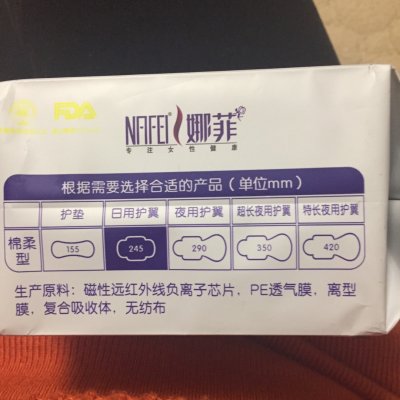 FDA
NAFEI 娜菲
专注女性健康
根据需要选择合适的产品（单位mm）
护垫 日用护翼 夜用护翼 超长夜用护翼 特长夜用护翼
棉柔型 155 245 290 350 420
生产原料：磁性远红外线负离子芯片，PE透气膜，离型
膜，复合吸收体，无纺布